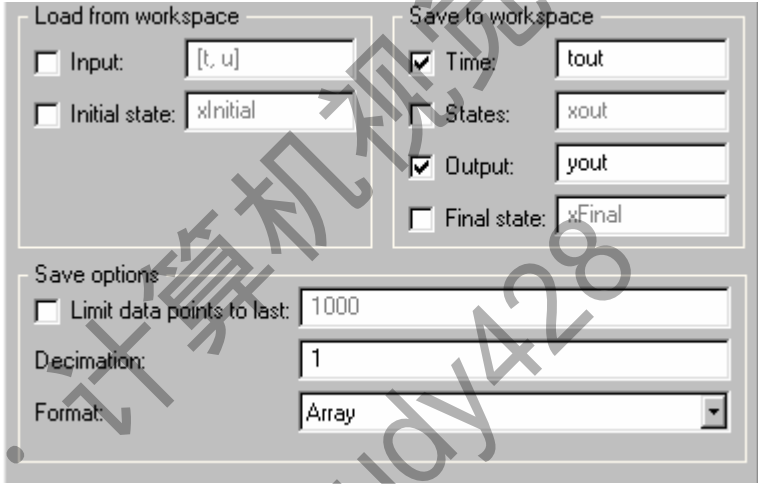 Load from workspace
Input: [t, u]
Initial state: xInitial
Save to workspace
Time: tout
States: xout
Output: yout
Final state: xFinal
Save options
Limit data points to last: 1000
Decimation: 1
Format: Array
计算机视觉
udy428